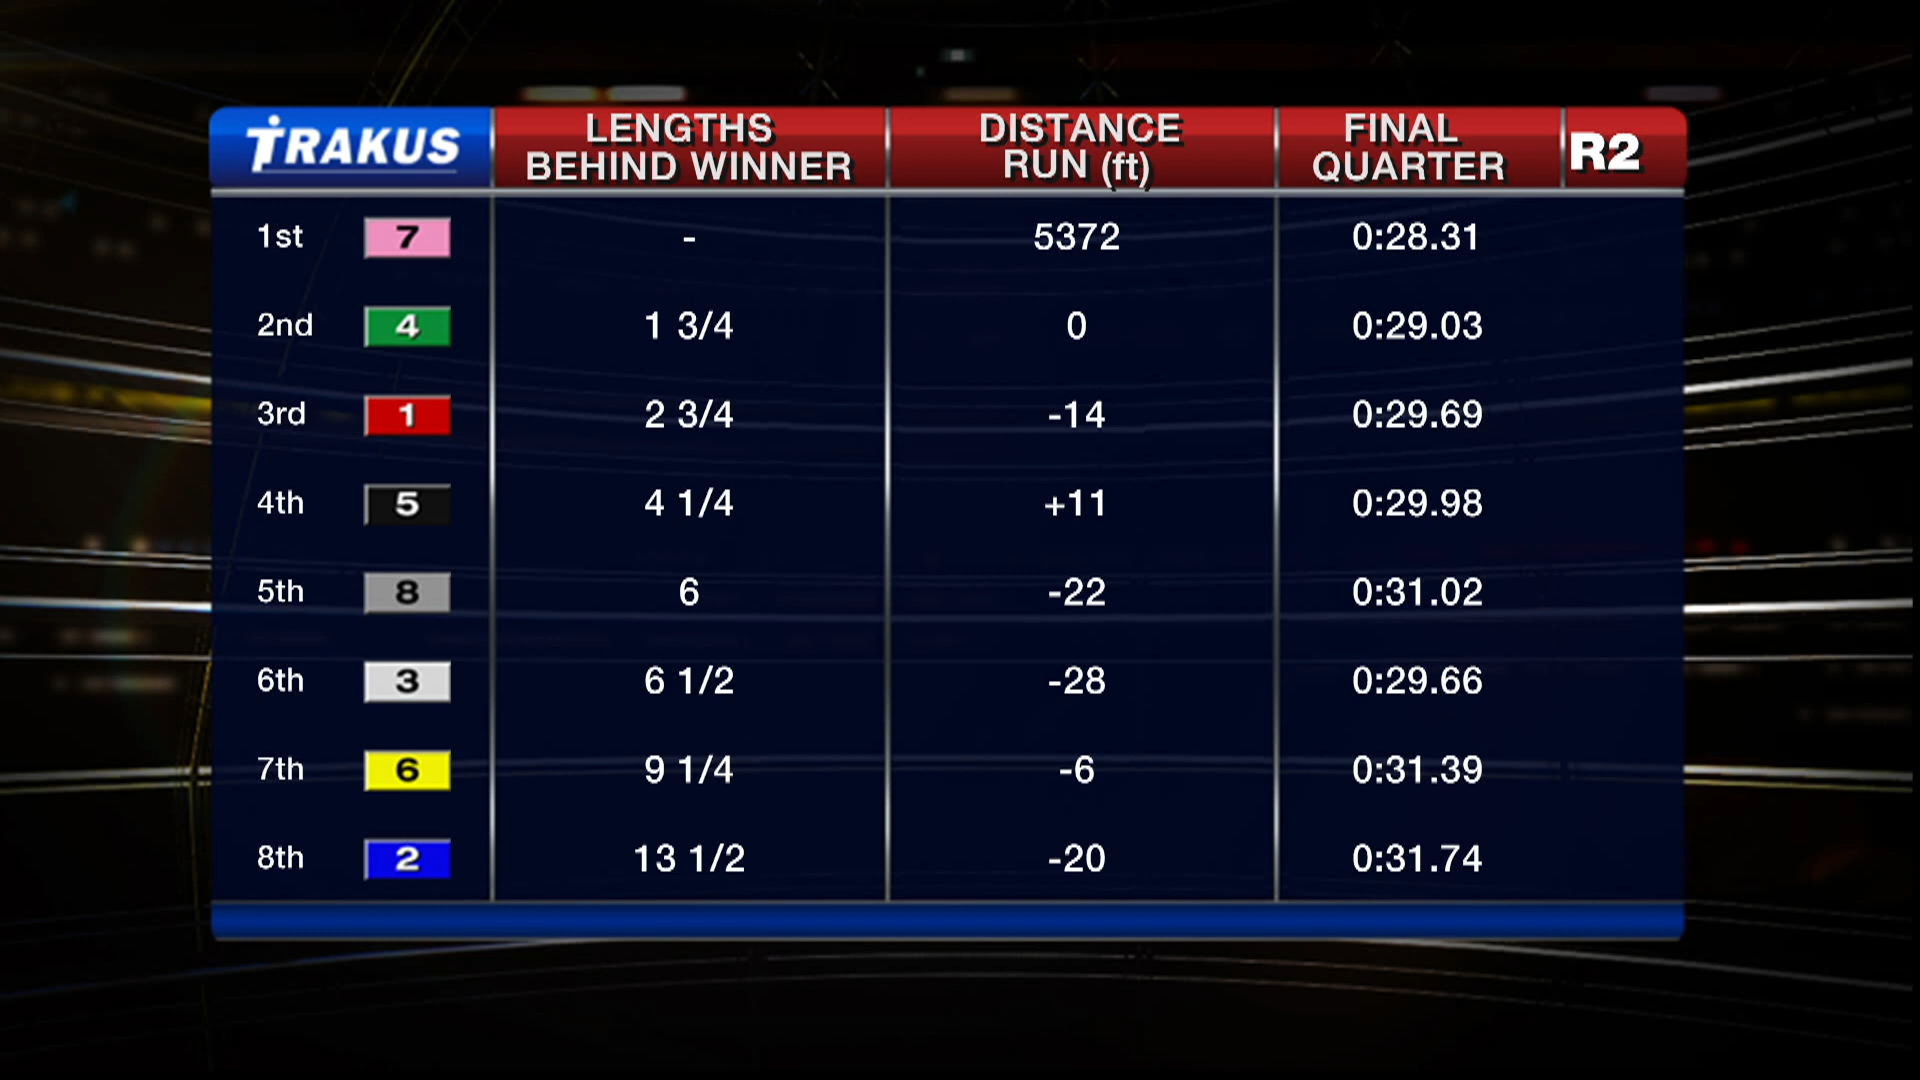 TRAKUS LENGTHS BEHIND WINNER DISTANCE RUN (ft) FINAL QUARTER R2
1st 7 - 5372 0:28.31
2nd 4 1 3/4 0 0:29.03
3rd 1 2 3/4 -14 0:29.69
4th 5 4 1/4 +11 0:29.98
5th 8 6 -22 0:31.02
6th 3 6 1/2 -28 0:29.66
7th 6 9 1/4 -6 0:31.39
8th 2 13 1/2 -20 0:31.74